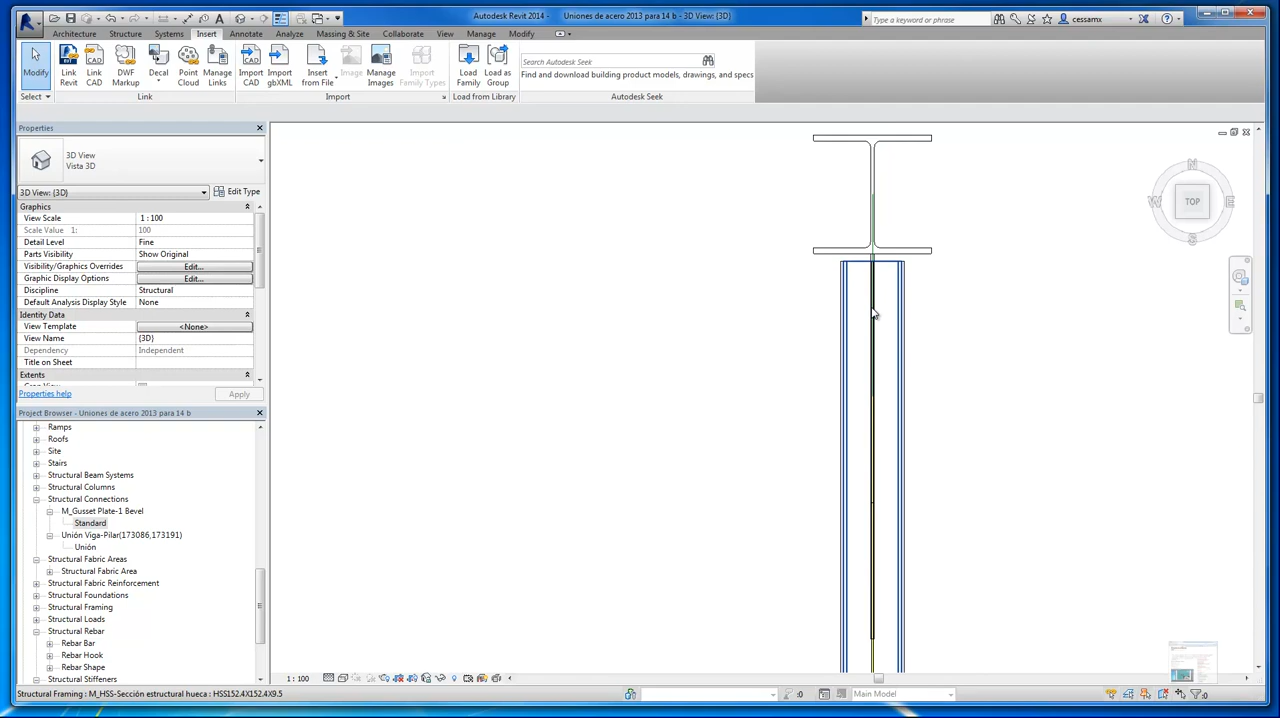 Autodesk Revit 2014 - Uniones de acero 2013 para 14 b - 3D View: {3D}
Type a keyword or phrase
cessamx
Architecture Structure Systems Insert Annotate Analyze Massing & Site Collaborate View Manage Modify
Modify
Link Revit
Link CAD
DWF Markup
Decal
Point Cloud
Manage Links
Import CAD
Import gbXML
Insert from File
Image
Manage Images
Import Family Types
Load Family
Load as Group
Search Autodesk Seek
Find and download building product models, drawings, and specs
Select
Link
Import
Load from Library
Autodesk Seek
Properties
3D View
Vista 3D
3D View: {3D}
Edit Type
Graphics
View Scale 1 : 100
Scale Value 1: 100
Detail Level Fine
Parts Visibility Show Original
Visibility/Graphics Overrides Edit...
Graphic Display Options Edit...
Discipline Structural
Default Analysis Display Style None
Identity Data
View Template <None>
View Name {3D}
Dependency Independent
Title on Sheet
Extents
Properties help
Apply
Project Browser - Uniones de acero 2013 para 14 b
Ramps
Roofs
Site
Stairs
Structural Beam Systems
Structural Columns
Structural Connections
M_Gusset Plate-1 Bevel
Standard
Unión Viga-Pilar(173086,173191)
Unión
Structural Fabric Areas
Structural Fabric Area
Structural Fabric Reinforcement
Structural Foundations
Structural Framing
Structural Loads
Structural Rebar
Rebar Bar
Rebar Hook
Rebar Shape
Structural Stiffeners
N
W
TOP
E
S
1 : 100
Structural Framing : M_HSS-Sección estructural hueca : HSS152.4X152.4X9.5
:0
Main Model
:0